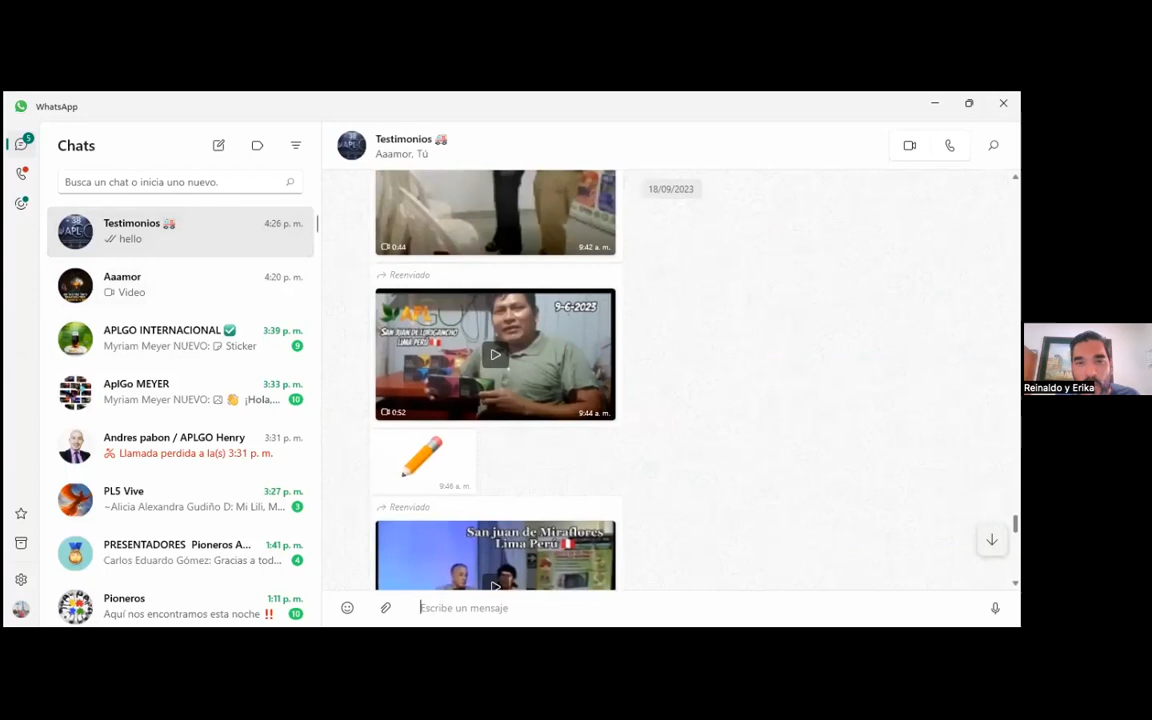 WhatsApp
5
Chats
Busca un chat o inicia uno nuevo.
Testimonios
4:26 p. m.
hello
Aaamor
4:20 p. m.
Video
APLGO INTERNACIONAL
3:39 p. m.
Myriam Meyer NUEVO: Sticker
9
AplGo MEYER
3:33 p. m.
Myriam Meyer NUEVO: ¡Hola,...
10
Andres pabon / APLGO Henry
3:31 p. m.
Llamada perdida a la(s) 3:31 p. m.
PL5 Vive
3:27 p. m.
~Alicia Alexandra Gudiño D: Mi Lili, M...
3
PRESENTADORES Pioneros A...
1:41 p. m.
Carlos Eduardo Gómez: Gracias a tod...
4
Pioneros
1:11 p. m.
Aquí nos encontramos esta noche ‼️
10
Testimonios
Aaamor, Tú
18/09/2023
0:44
9:42 a. m.
Reenviado
APL
9-6-2023
SAN JUAN DE LURIGANCHO
LIMA PERÚ
0:52
9:44 a. m.
9:46 a. m.
Reenviado
San juan de Miraflores
Lima Perú
Escribe un mensaje
Reinaldo y Erika